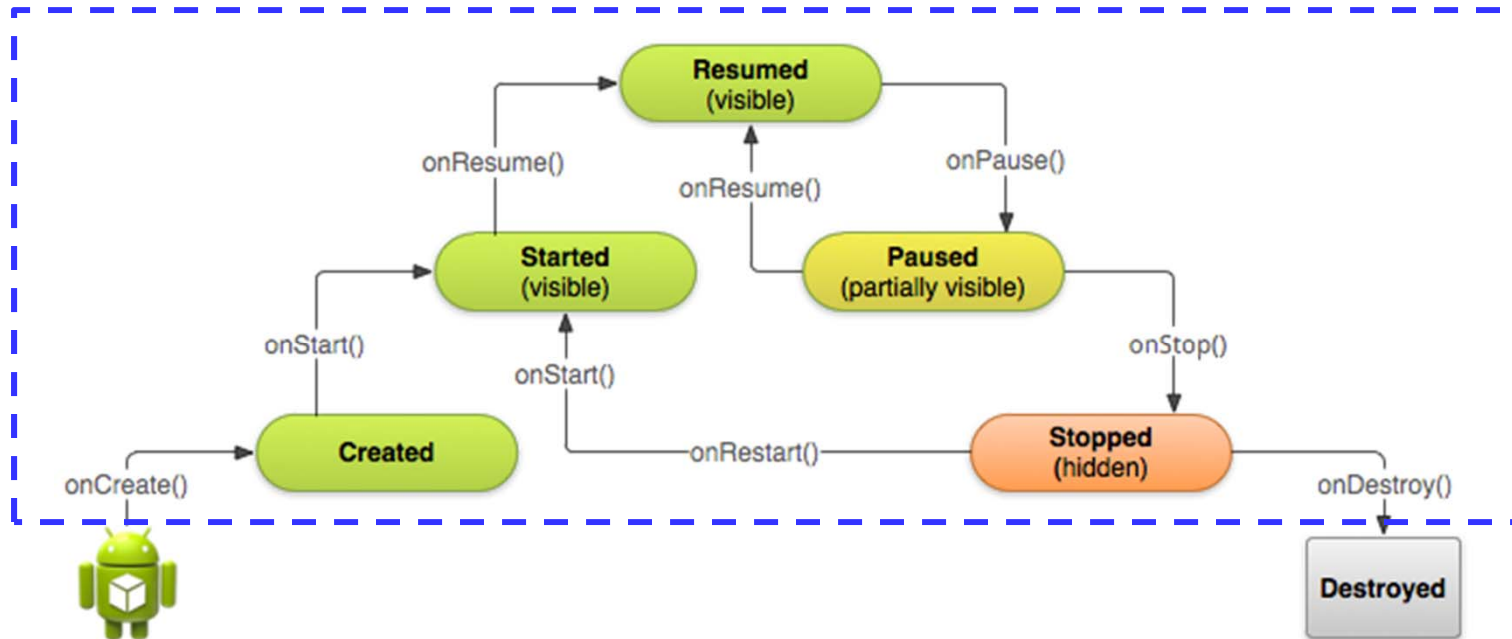 Resumed
(visible)
onResume()
onPause()
onResume()
Started
(visible)
Paused
(partially visible)
onStart()
onStop()
onStart()
Created
onRestart()
Stopped
(hidden)
onCreate()
onDestroy()
Destroyed